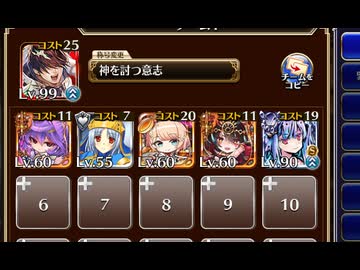 コスト25
称号変更
神を討つ意志
チームを
コピー
Lv.99
コスト11
コスト 7
コスト20
コスト11
コスト19
Lv.60
Lv.55
Lv.60
Lv.60
Lv.90
S
6
7
8
9
10